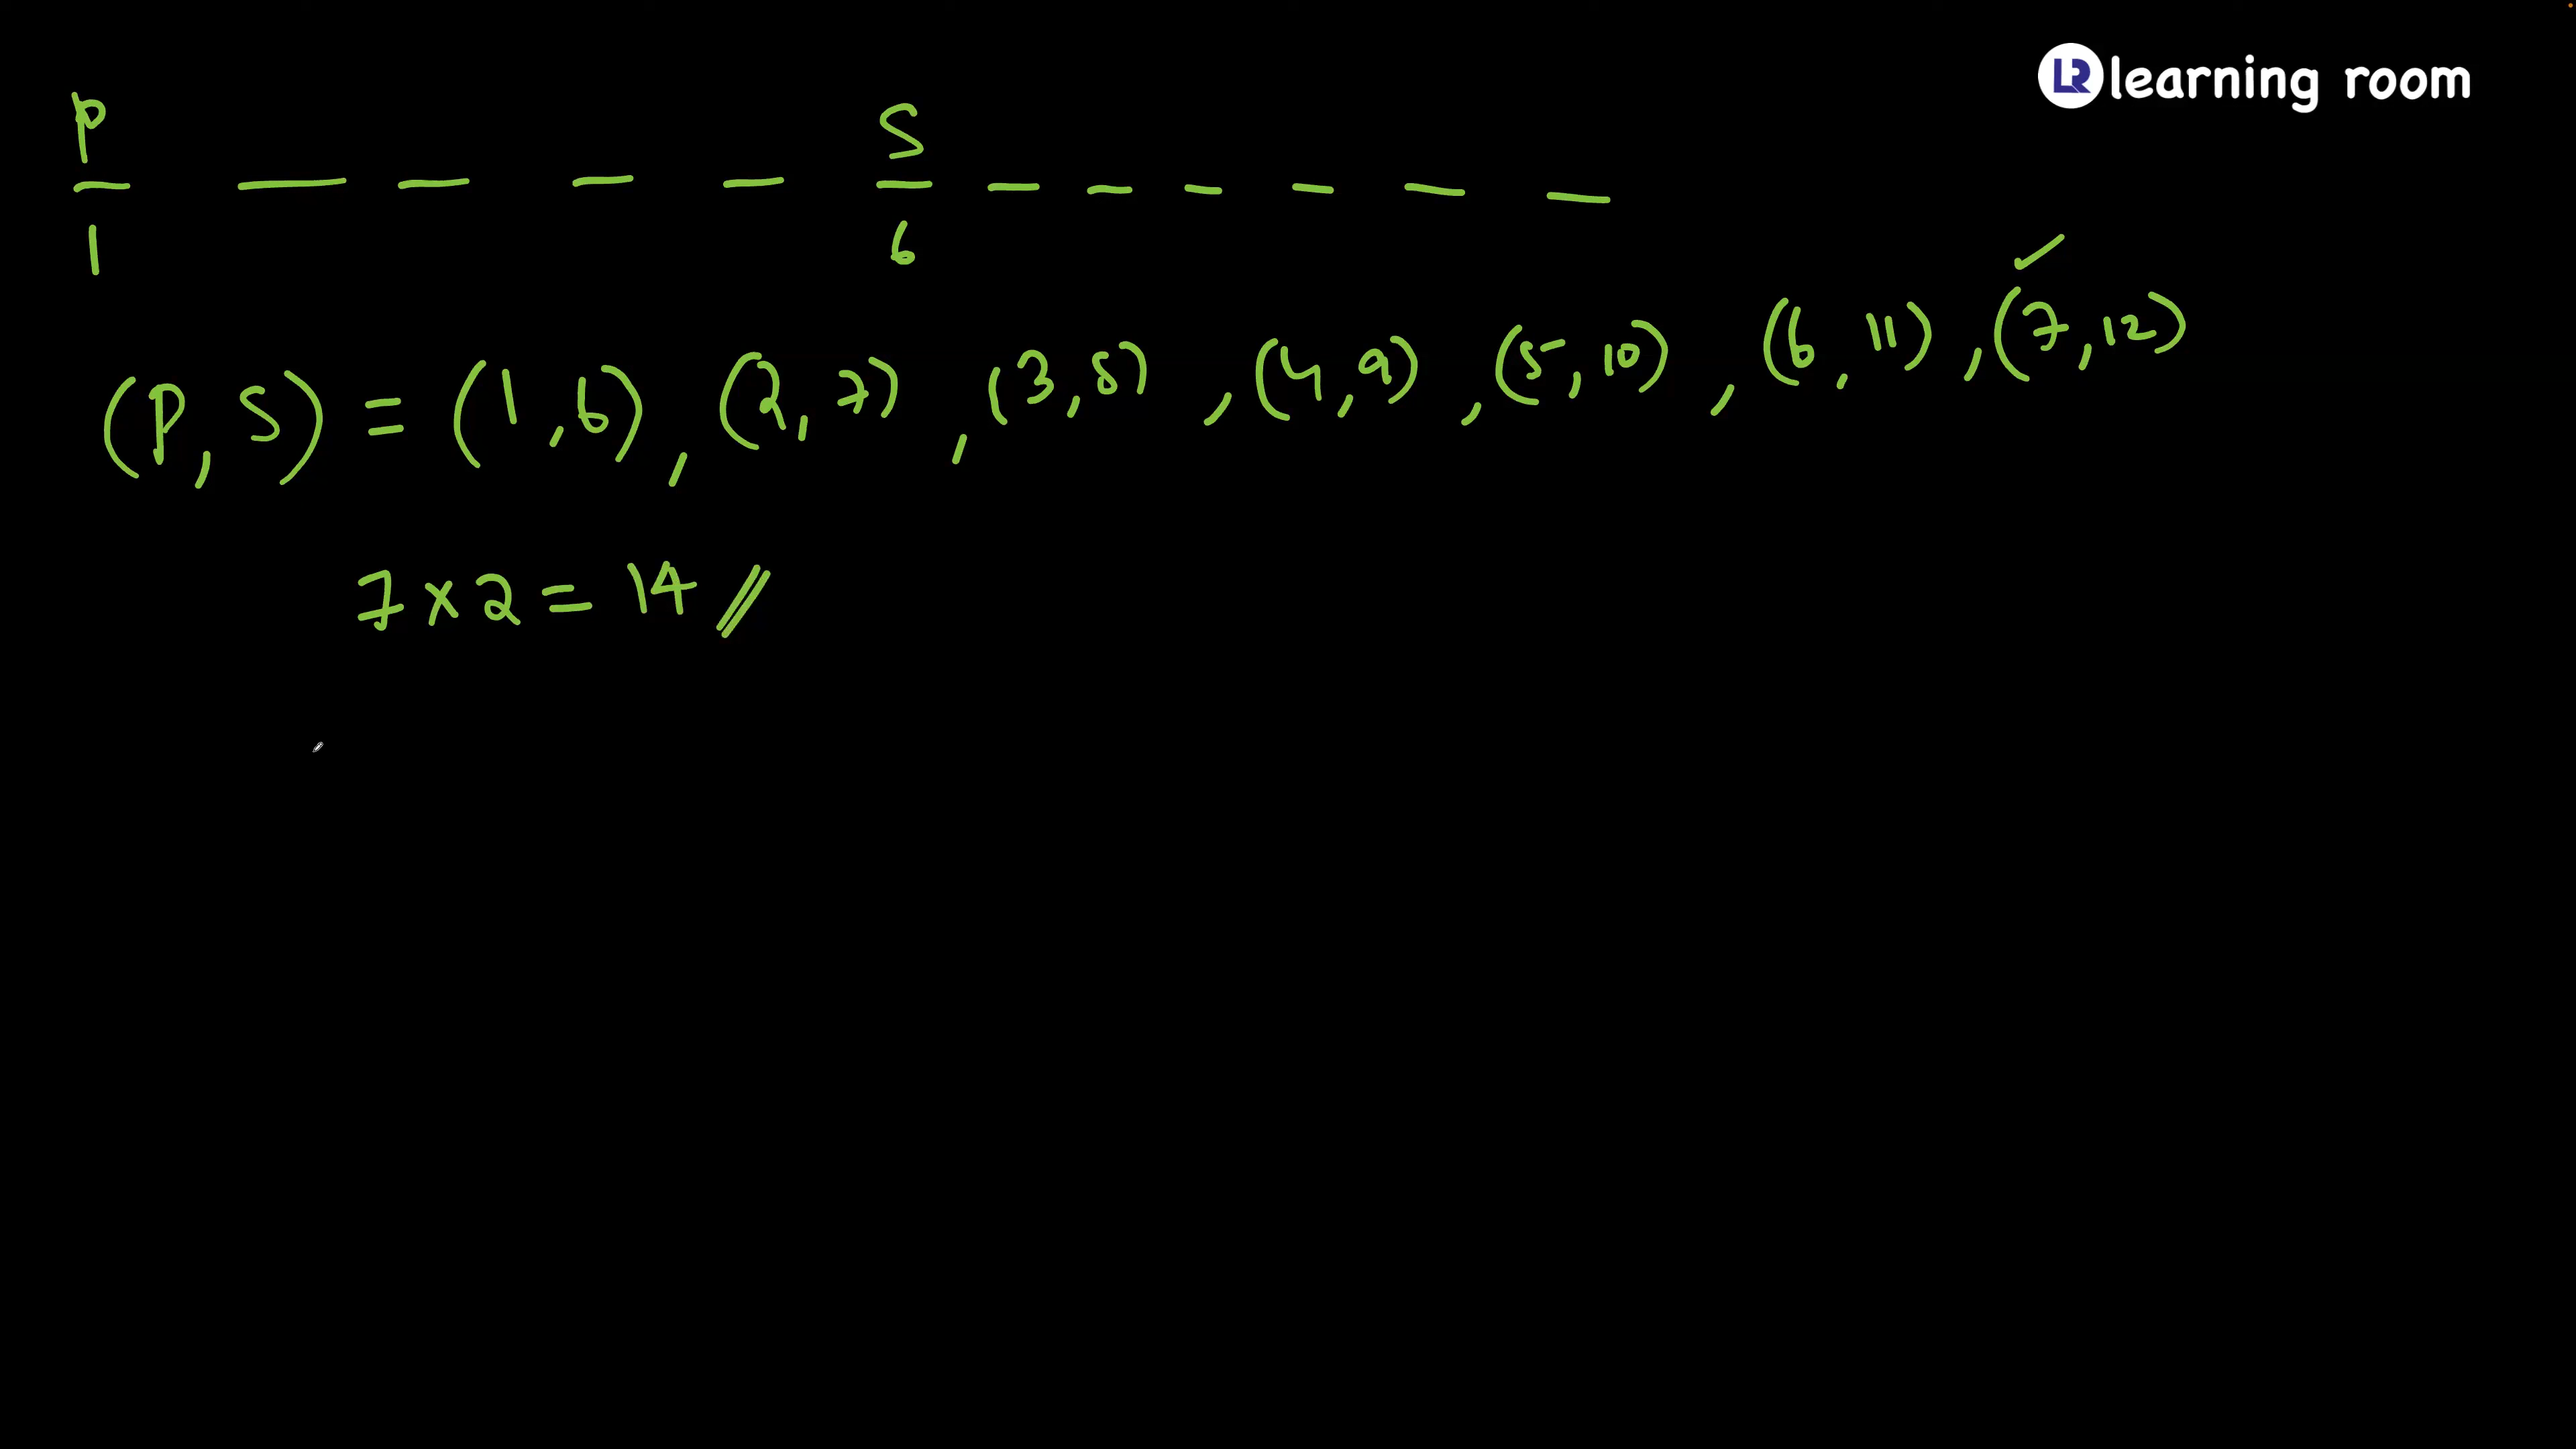 learning room
P S
1 6
(P, S) = (1, 6), (2, 7), (3, 8), (4, 9), (5, 10), (6, 11), (7, 12)
7 × 2 = 14 //